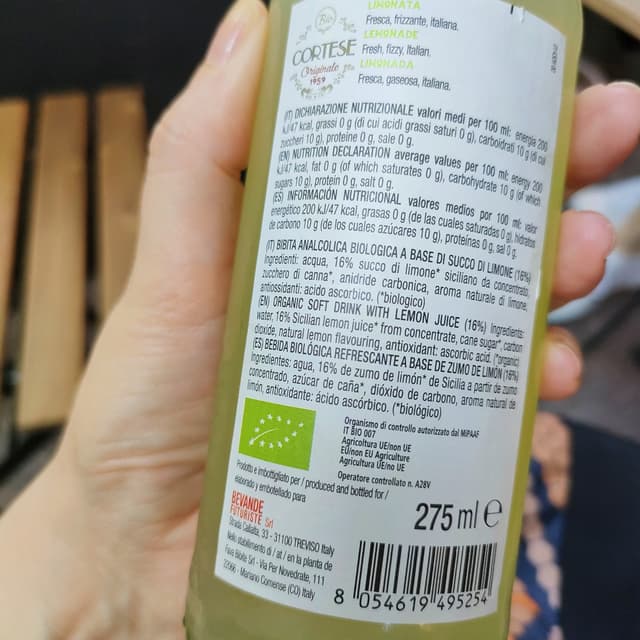 Bio
CORTESE
Originale
1959
LIMONATA
Fresca, frizzante, italiana.
LEMONADE
Fresh, fizzy, Italian.
LIMONADA
Fresca, gaseosa, italiana.
(IT) DICHIARAZIONE NUTRIZIONALE valori medi per 100 ml: energia 200
KJ/47 kcal, grassi 0 g (di cui acidi grassi saturi 0 g), carboidrati 10 g (di cui
zuccheri 10 g), proteine 0 g, sale 0 g.
(EN) NUTRITION DECLARATION average values per 100 ml: energy 200
KJ/47 kcal, fat 0 g (of which saturates 0 g), carbohydrate 10 g (of which
sugars 10 g), protein 0 g, salt 0 g.
(ES) INFORMACIÓN NUTRICIONAL valores medios por 100 ml: valor
energético 200 kJ/47 kcal, grasas 0 g (de las cuales saturadas 0 g), hidratos
de carbono 10 g (de los cuales azúcares 10 g), proteínas 0 g, sal 0 g.
(IT) BIBITA ANALCOLICA BIOLOGICA A BASE DI SUCCO DI LIMONE (16%)
Ingredienti: acqua, 16% succo di limone* siciliano da concentrato,
zucchero di canna*, anidride carbonica, aroma naturale di limone,
antiossidanti: acido ascorbico. (*biologico)
(EN) ORGANIC SOFT DRINK WITH LEMON JUICE (16%) Ingredients:
water, 16% Sicilian lemon juice* from concentrate, cane sugar*, carbon
dioxide, natural lemon flavouring, antioxidant: ascorbic acid. (*organic)
(ES) BEBIDA BIOLÓGICA REFRESCANTE A BASE DE ZUMO DE LIMÓN (16%)
Ingredientes: agua, 16% de zumo de limón* de Sicilia a partir de zumo
concentrado, azúcar de caña*, dióxido de carbono, aroma natural de
limón, antioxidante: ácido ascórbico. (*biológico)
Organismo di controllo autorizzato dal MiPAAF
IT BIO 007
Agricoltura UE/non UE
EU/non EU Agriculture
Agricultura UE/no UE
Operatore controllato n. A28V
Prodotto e imbottigliato per / produced and bottled for /
elaborado y embotellado para
BEVANDE
FUTURISTE Srl
Strada Callalta, 33 - 31100 TREVISO Italy
Nello stabilimento di / at / en la planta de
Fava Bibite Srl - Via Per Novedrate, 111
22066 - Mariano Comense (CO) Italy
275 ml e
8 054619 495254